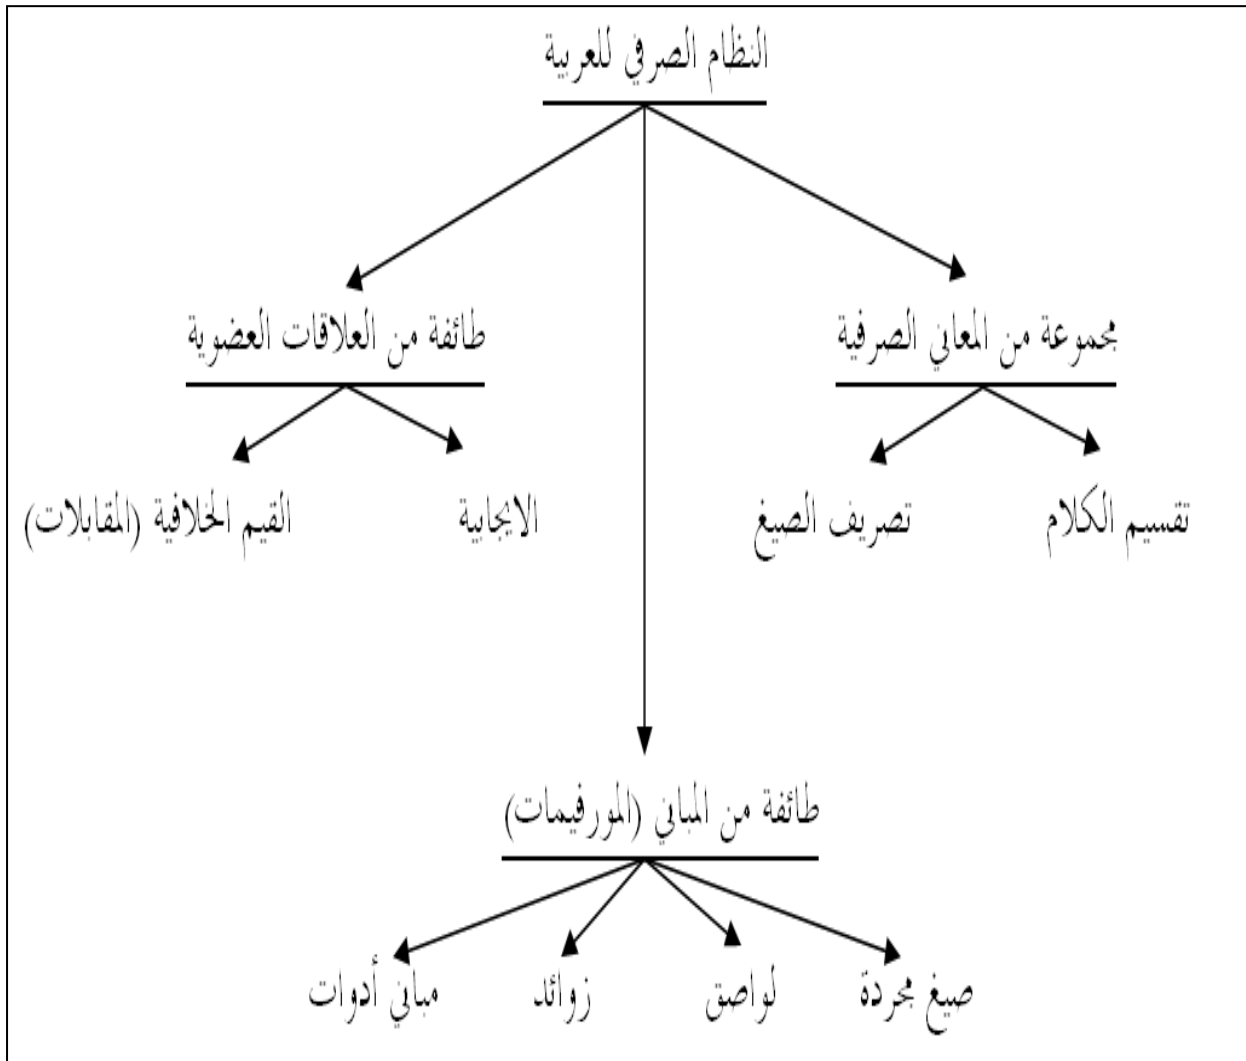 النظام الصرفي للعربية
مجموعة من المعاني الصرفية
طائفة من العلاقات العضوية
تقسيم الكلام
تصريف الصيغ
الايجابية
القيم الخلافية (المقابلات)
طائفة من المباني (المورفيمات)
صيغ مجردة
لواصق
زوائد
مباني أدوات